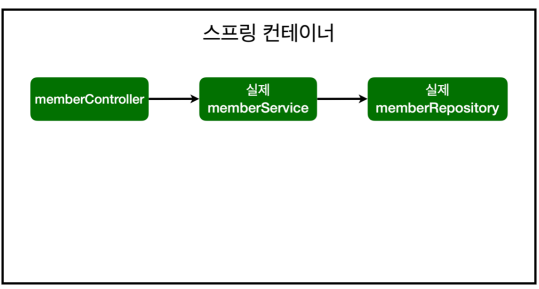 스프링 컨테이너
memberController
실제
memberService
실제
memberRepository